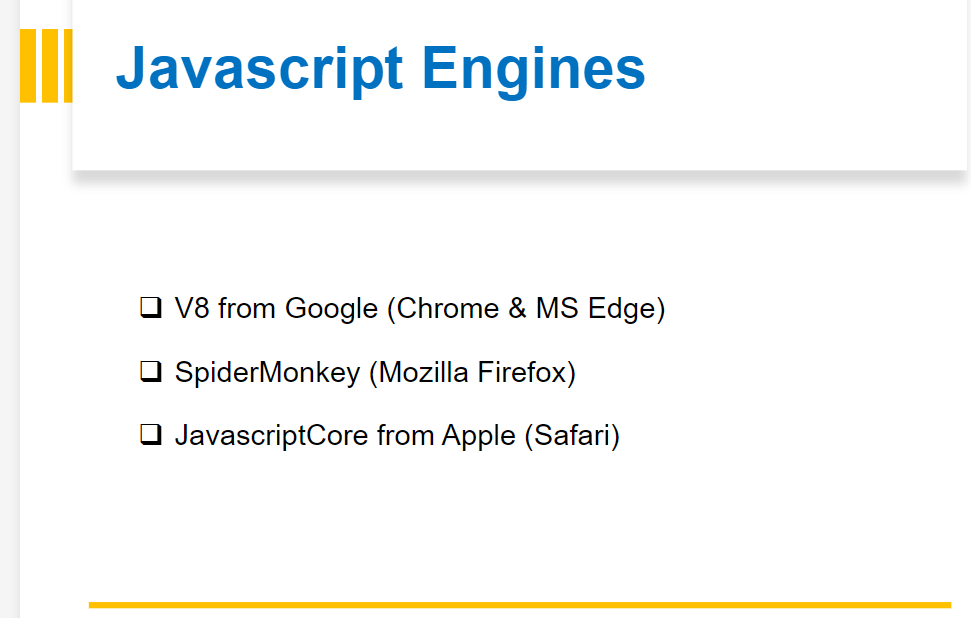 Javascript Engines
V8 from Google (Chrome & MS Edge)
SpiderMonkey (Mozilla Firefox)
JavascriptCore from Apple (Safari)